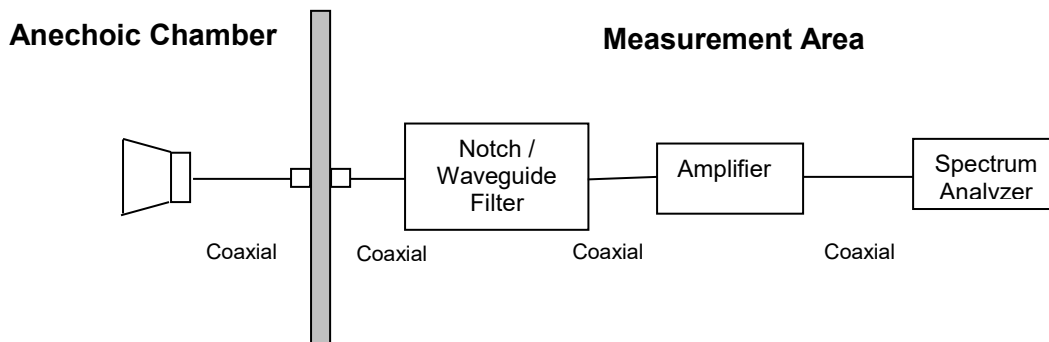 Anechoic Chamber
Measurement Area
Notch /
Waveguide
Filter
Amplifier
Spectrum
Analyzer
Coaxial
Coaxial
Coaxial
Coaxial